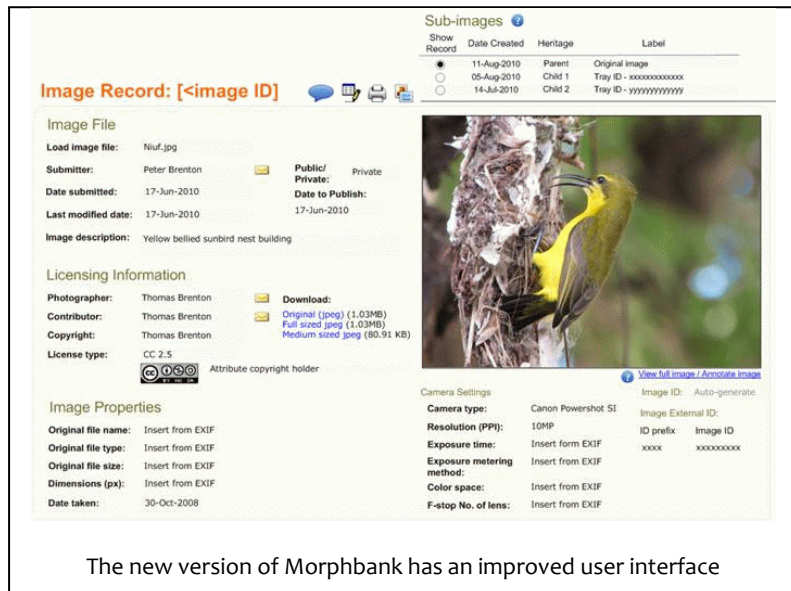 Sub-images ?
Show Record Date Created Heritage Label
11-Aug-2010 Parent Original image
05-Aug-2010 Child 1 Tray ID - xxxxxxxxxxxxx
14-Jul-2010 Child 2 Tray ID - yyyyyyyyyyyyy
Image Record: [<image ID]
Image File
Load image file: Niuf.jpg
Submitter: Peter Brenton
Public/ Private: Private
Date submitted: 17-Jun-2010
Date to Publish:
17-Jun-2010
Last modified date: 17-Jun-2010
Image description: Yellow bellied sunbird nest building
Licensing Information
Photographer: Thomas Brenton
Contributor: Thomas Brenton
Copyright: Thomas Brenton
License type: CC 2.5
Download:
Original (jpeg) (1.03MB)
Full sized jpeg (1.03MB)
Medium sized jpeg (80.91 KB)
cc BY NC SA
Attribute copyright holder
Image Properties
Original file name: Insert from EXIF
Original file type: Insert from EXIF
Original file size: Insert from EXIF
Dimensions (px): Insert from EXIF
Date taken: 30-Oct-2008
? View full image / Annotate image
Camera Settings
Camera type: Canon Powershot SI
Resolution (PPI): 10MP
Exposure time: Insert form EXIF
Exposure metering method: Insert from EXIF
Color space: Insert from EXIF
F-stop No. of lens: Insert from EXIF
Image ID: Auto-generate
Image External ID:
ID prefix Image ID
xxxx xxxxxxxxx
The new version of Morphbank has an improved user interface